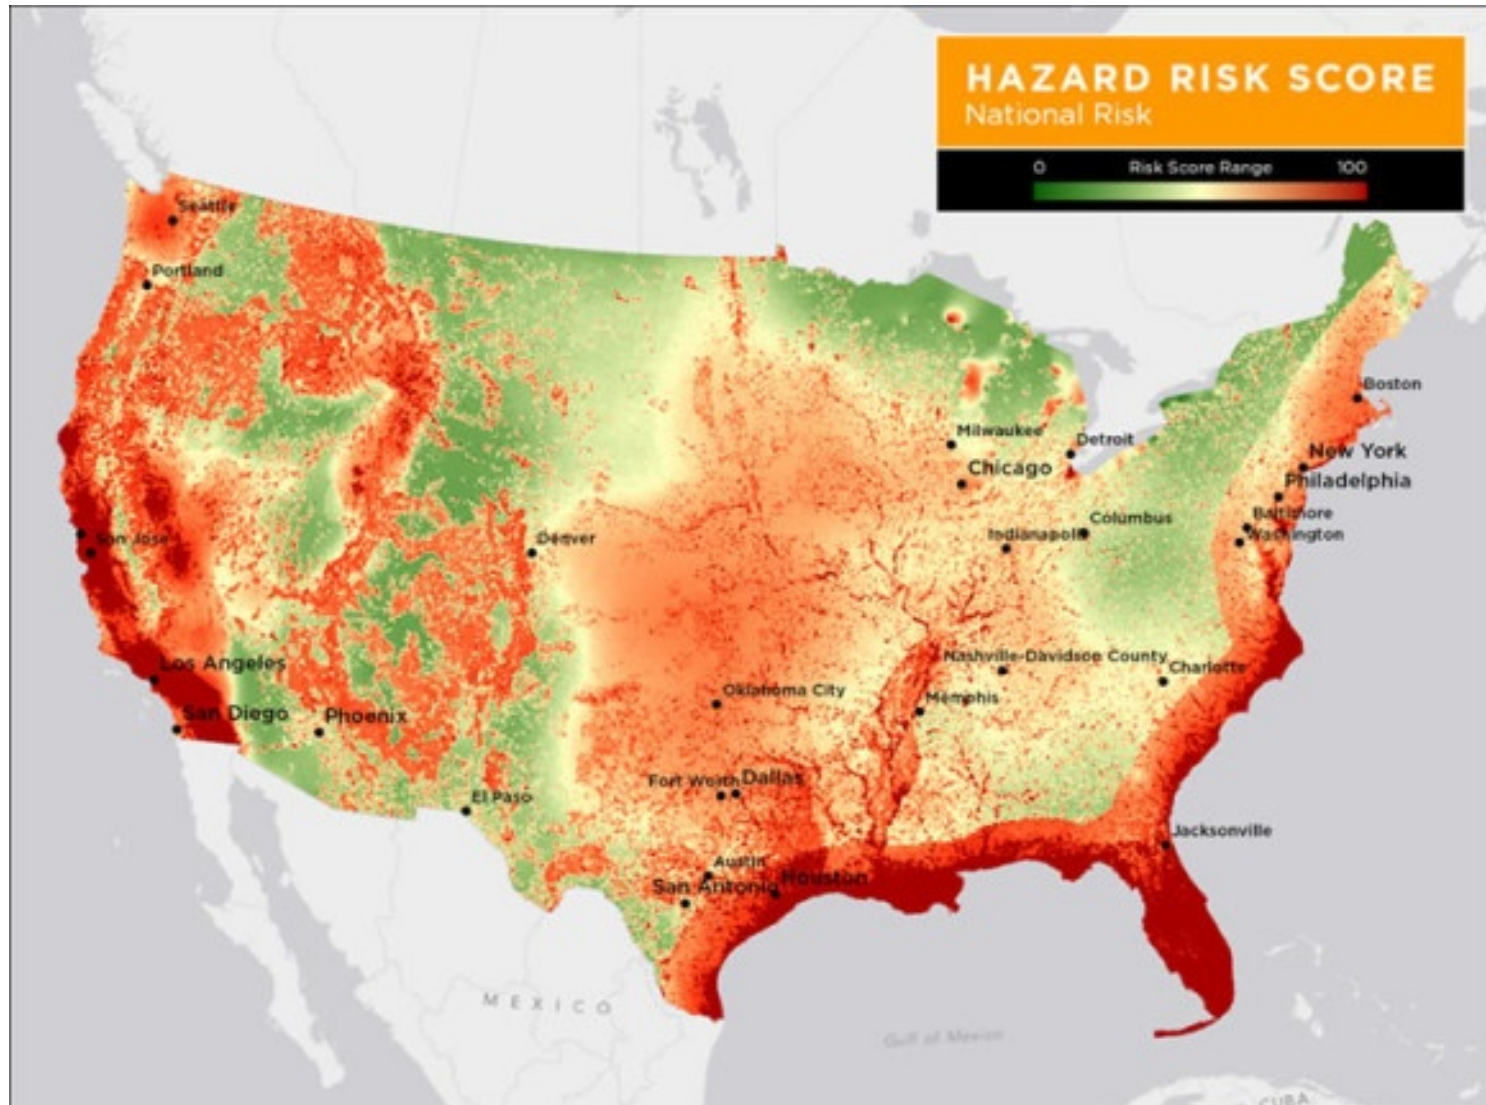 HAZARD RISK SCORE
National Risk
0 Risk Score Range 100
Seattle
Portland
Boston
Milwaukee
Detroit
New York
Chicago
Philadelphia
Columbus
Baltimore
Indianapolis
Washington
Denver
San Jose
Los Angeles
Nashville-Davidson County
Charlotte
Oklahoma City
Memphis
San Diego
Phoenix
Fort Worth
Dallas
El Paso
Jacksonville
Austin
San Antonio
Houston
MEXICO
Gulf of Mexico
CUBA